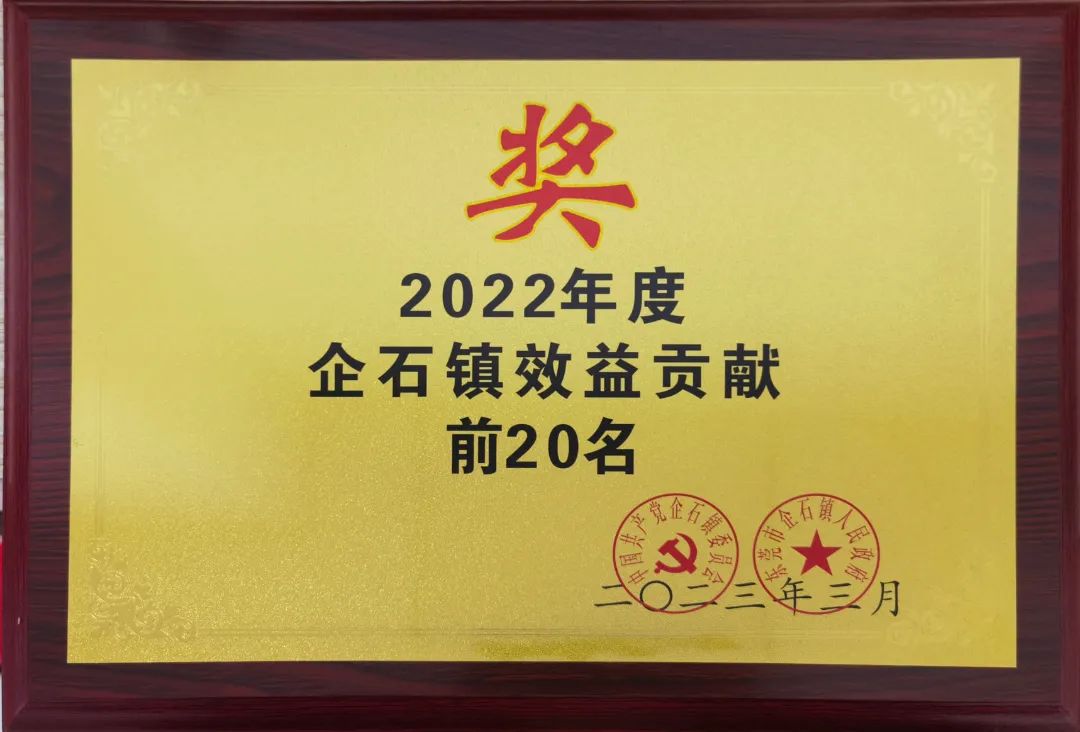 奖
2022年度
企石镇效益贡献
前20名
中国共产党企石镇委员会
东莞市企石镇人民政府
二〇二三年三月